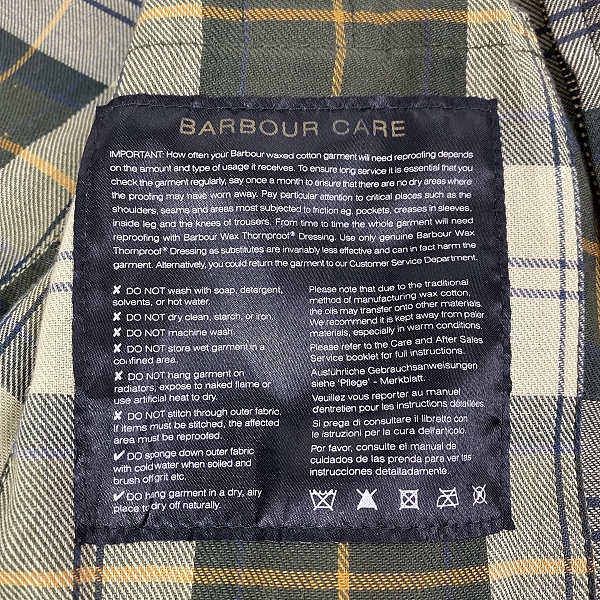 BARBOUR CARE
IMPORTANT: How often your Barbour waxed cotton garment will need reproofing depends
on the amount and type of usage it receives. To ensure long service it is essential that you
check the garment regularly, say once a month to ensure that there are no dry areas where
the proofing may have worn away. Pay particular attention to critical places such as the
shoulders, seams and areas most subjected to friction eg. pockets, creases in sleeves,
inside leg and the knees of trousers. From time to time the whole garment will need
reproofing with Barbour Wax Thornproof® Dressing. Use only genuine Barbour Wax
Thornproof® Dressing as substitutes are invariably less effective and can in fact harm the
garment. Alternatively, you could return the garment to our Customer Service Department.
✘ DO NOT wash with soap, detergent,
solvents, or hot water.
✘ DO NOT dry clean, starch, or iron.
✘ DO NOT machine wash.
✘ DO NOT store wet garment in a
confined area.
✘ DO NOT hang garment on
radiators, expose to naked flame or
use artificial heat to dry.
✘ DO NOT stitch through outer fabric.
If items must be stitched, the affected
area must be reproofed.
✔ DO sponge down outer fabric
with cold water when soiled and
brush off grit etc.
✔ DO hang garment in a dry, airy
place to dry off naturally.
Please note that due to the traditional
method of manufacturing wax cotton,
the oils may transfer onto other materials.
We recommend it is kept away from paler
materials, especially in warm conditions.
Please refer to the Care and After Sales
Service booklet for full instructions.
Ausführliche Gebrauchsanweisungen
siehe 'Pflege' - Merkblatt.
Veuillez vous reporter au manuel
d'entretien pour les instructions détaillées.
Si prega di consultare il libretto con
le istruzioni per la cura dell'articolo.
Por favor, consulte el manual de
cuidados de las prenda para ver las
instrucciones detalladamente.